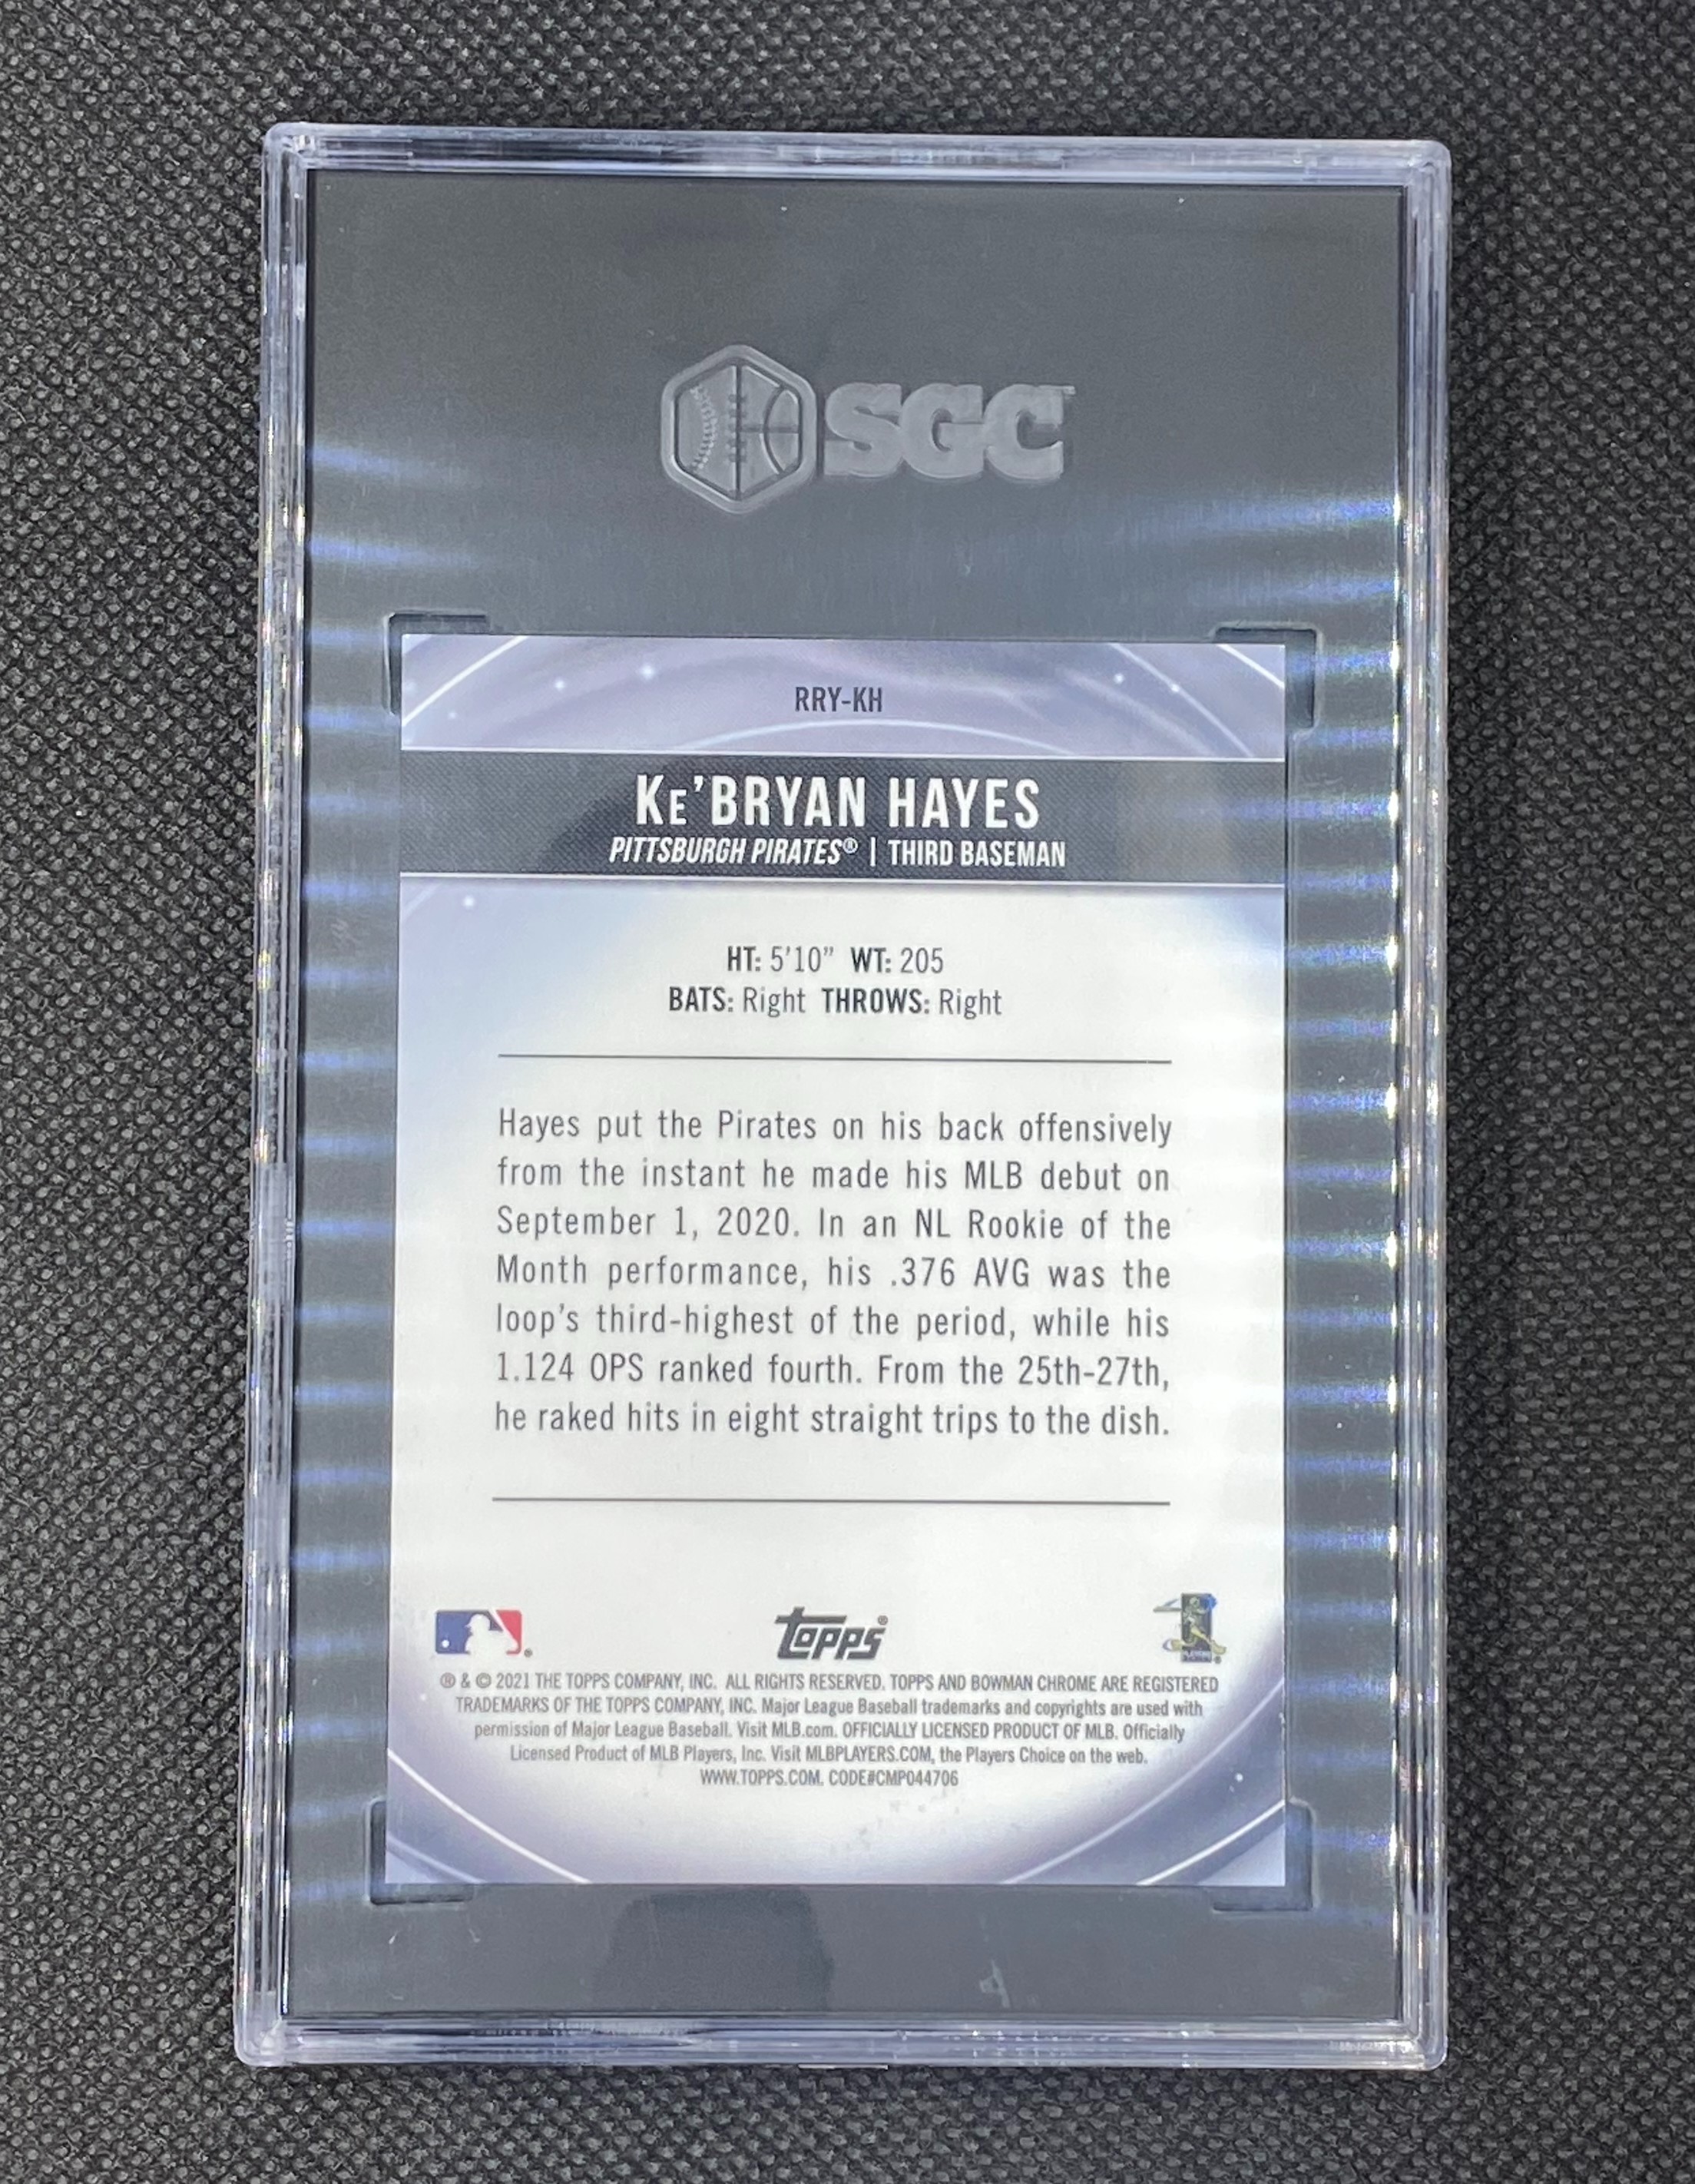 SGC
RRY-KH
KE'BRYAN HAYES
PITTSBURGH PIRATES® | THIRD BASEMAN
HT: 5'10" WT: 205
BATS: Right THROWS: Right
Hayes put the Pirates on his back offensively
from the instant he made his MLB debut on
September 1, 2020. In an NL Rookie of the
Month performance, his .376 AVG was the
loop's third-highest of the period, while his
1.124 OPS ranked fourth. From the 25th-27th,
he raked hits in eight straight trips to the dish.
Topps®
® & © 2021 THE TOPPS COMPANY, INC. ALL RIGHTS RESERVED. TOPPS AND BOWMAN CHROME ARE REGISTERED
TRADEMARKS OF THE TOPPS COMPANY, INC. Major League Baseball trademarks and copyrights are used with
permission of Major League Baseball. Visit MLB.com. OFFICIALLY LICENSED PRODUCT OF MLB. Officially
Licensed Product of MLB Players, Inc. Visit MLBPLAYERS.COM, the Players Choice on the web.
WWW.TOPPS.COM. CODE#CMP044706